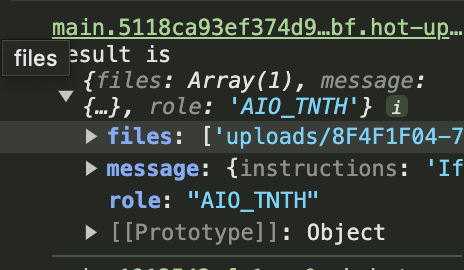 main.5118ca93ef374d9…bf.hot-up…
files
esult is
{files: Array(1), message:
{…}, role: 'AIO_TNTH'} i
files: ['uploads/8F4F1F04-7
message: {instructions: 'If
role: "AIO_TNTH"
[[Prototype]]: Object